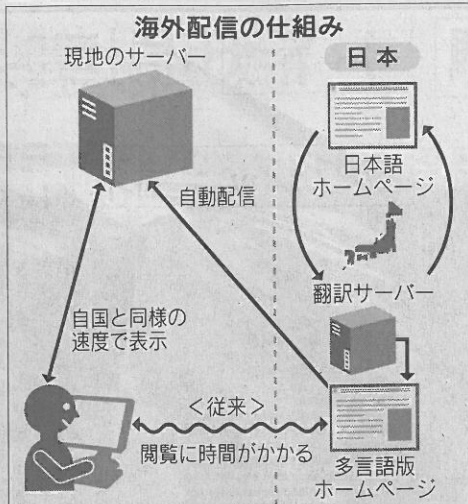 海外配信の仕組み
現地のサーバー
日本
日本語
ホームページ
自動配信
翻訳サーバー
自国と同様の
速度で表示
<従来>
閲覧に時間がかかる
多言語版
ホームページ